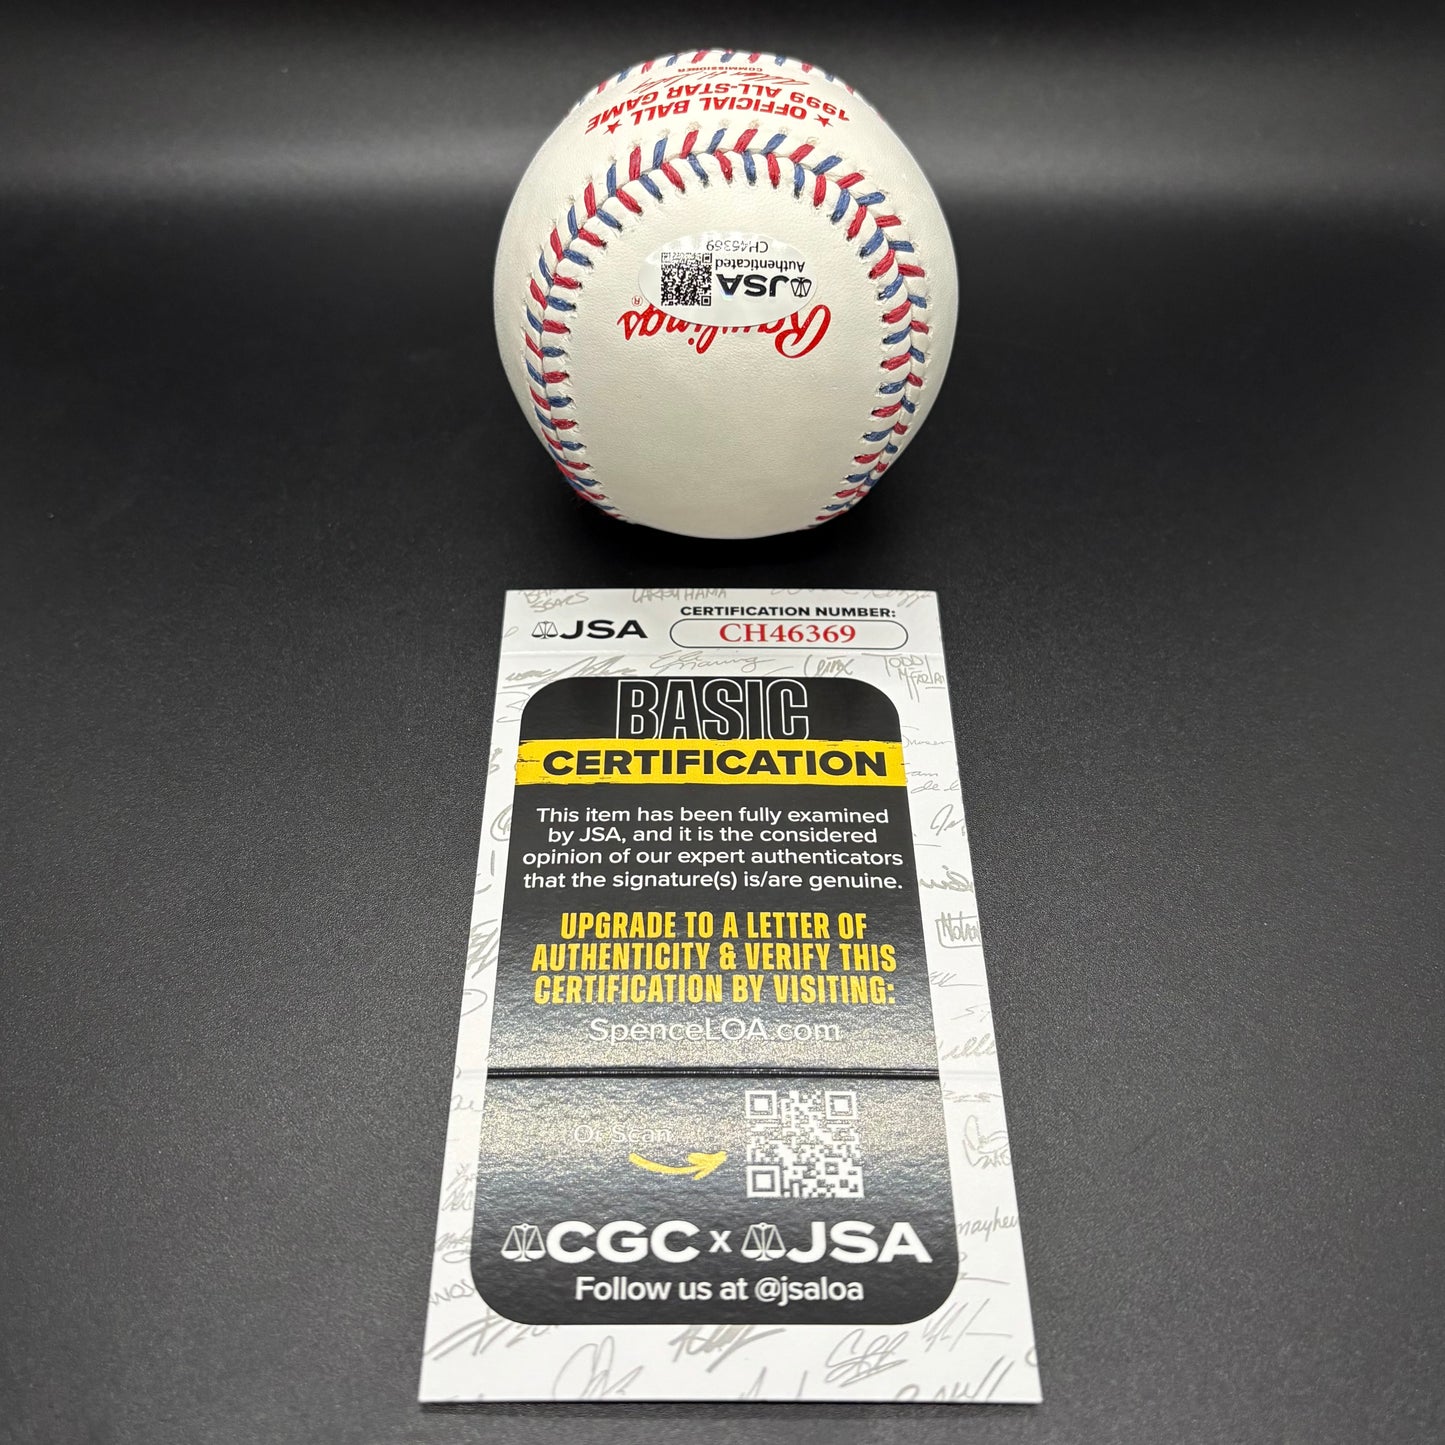 COMMISSIONER
★ OFFICIAL BALL ★
1999 ALL-STAR GAME
CH46369
Authenticated
JSA
Rawlings ®
JSA
CERTIFICATION NUMBER:
CH46369
BASIC
CERTIFICATION
This item has been fully examined
by JSA, and it is the considered
opinion of our expert authenticators
that the signature(s) is/are genuine.
UPGRADE TO A LETTER OF
AUTHENTICITY & VERIFY THIS
CERTIFICATION BY VISITING:
SpenceLOA.com
Or Scan
CGC x JSA
Follow us at @jsaloa